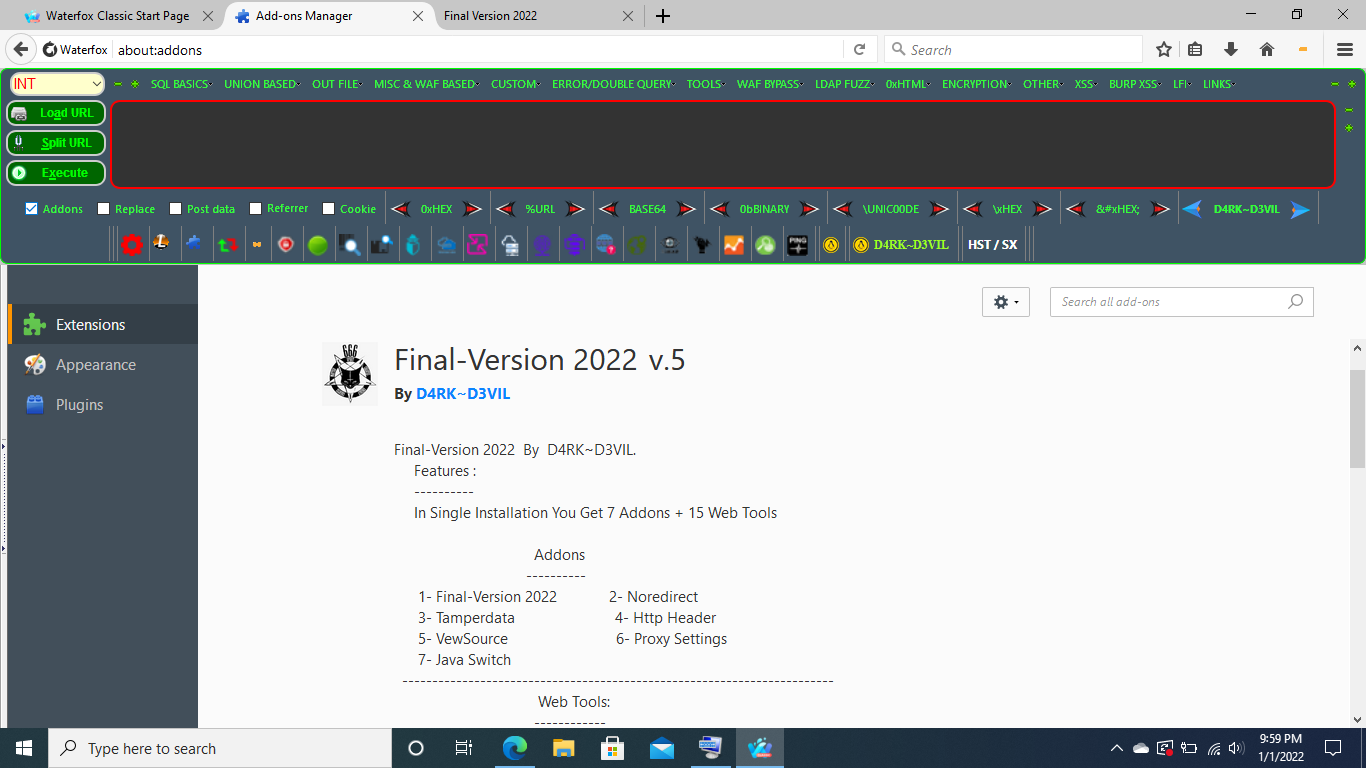 Waterfox Classic Start Page
Add-ons Manager
Final Version 2022
Waterfox
about:addons
Search
INT
SQL BASICS
UNION BASED
OUT FILE
MISC & WAF BASED
CUSTOM
ERROR/DOUBLE QUERY
TOOLS
WAF BYPASS
LDAP FUZZ
0xHTML
ENCRYPTION
OTHER
XSS
BURP XSS
LFI
LINKS
Load URL
Split URL
Execute
Addons
Replace
Post data
Referrer
Cookie
0xHEX
%URL
BASE64
0bBINARY
\UNIC00DE
\xHEX
&#xHEX;
D4RK~D3VIL
PING
D4RK~D3VIL
HST / SX
Extensions
Appearance
Plugins
Search all add-ons
666
Final-Version 2022 v.5
By D4RK~D3VIL
Final-Version 2022 By D4RK~D3VIL.
Features :
----------
In Single Installation You Get 7 Addons + 15 Web Tools
Addons
----------
1- Final-Version 2022 2- Noredirect
3- Tamperdata 4- Http Header
5- VewSource 6- Proxy Settings
7- Java Switch
------------------------------------------------------------------------
Web Tools:
------------
Type here to search
9:59 PM
1/1/2022